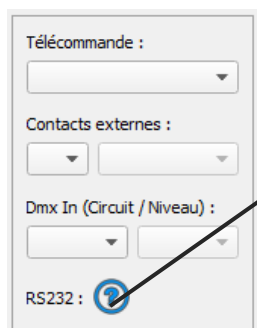 Télécommande :
Contacts externes :
Dmx In (Circuit / Niveau) :
RS232 : ?